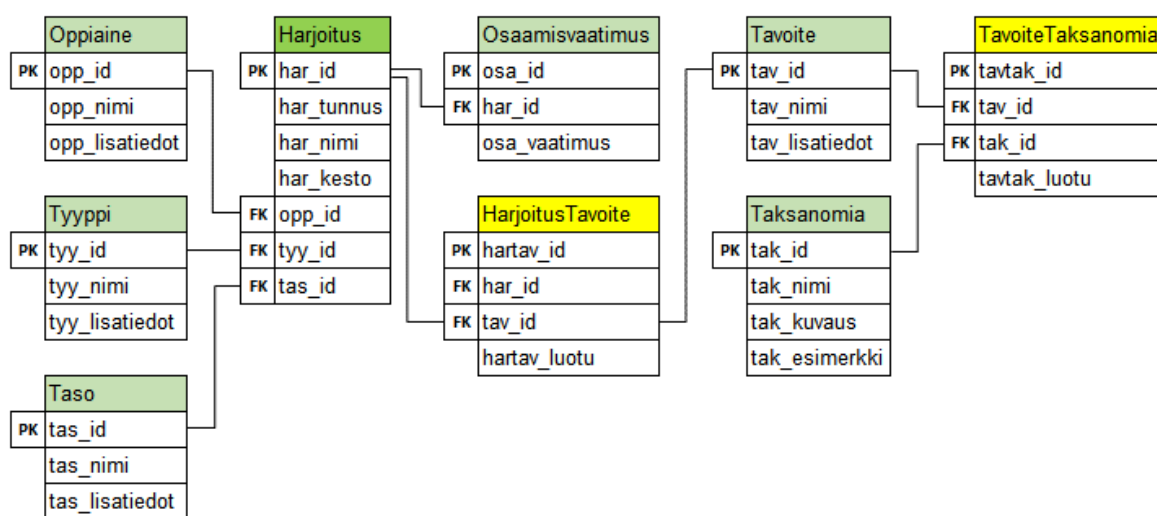 Oppiaine
PK opp_id
opp_nimi
opp_lisatiedot
Tyyppi
PK tyy_id
tyy_nimi
tyy_lisatiedot
Taso
PK tas_id
tas_nimi
tas_lisatiedot
Harjoitus
PK har_id
har_tunnus
har_nimi
har_kesto
FK opp_id
FK tyy_id
FK tas_id
Osaamisvaatimus
PK osa_id
FK har_id
osa_vaatimus
HarjoitusTavoite
PK hartav_id
FK har_id
FK tav_id
hartav_luotu
Tavoite
PK tav_id
tav_nimi
tav_lisatiedot
Taksanomia
PK tak_id
tak_nimi
tak_kuvaus
tak_esimerkki
TavoiteTaksanomia
PK tavtak_id
FK tav_id
FK tak_id
tavtak_luotu